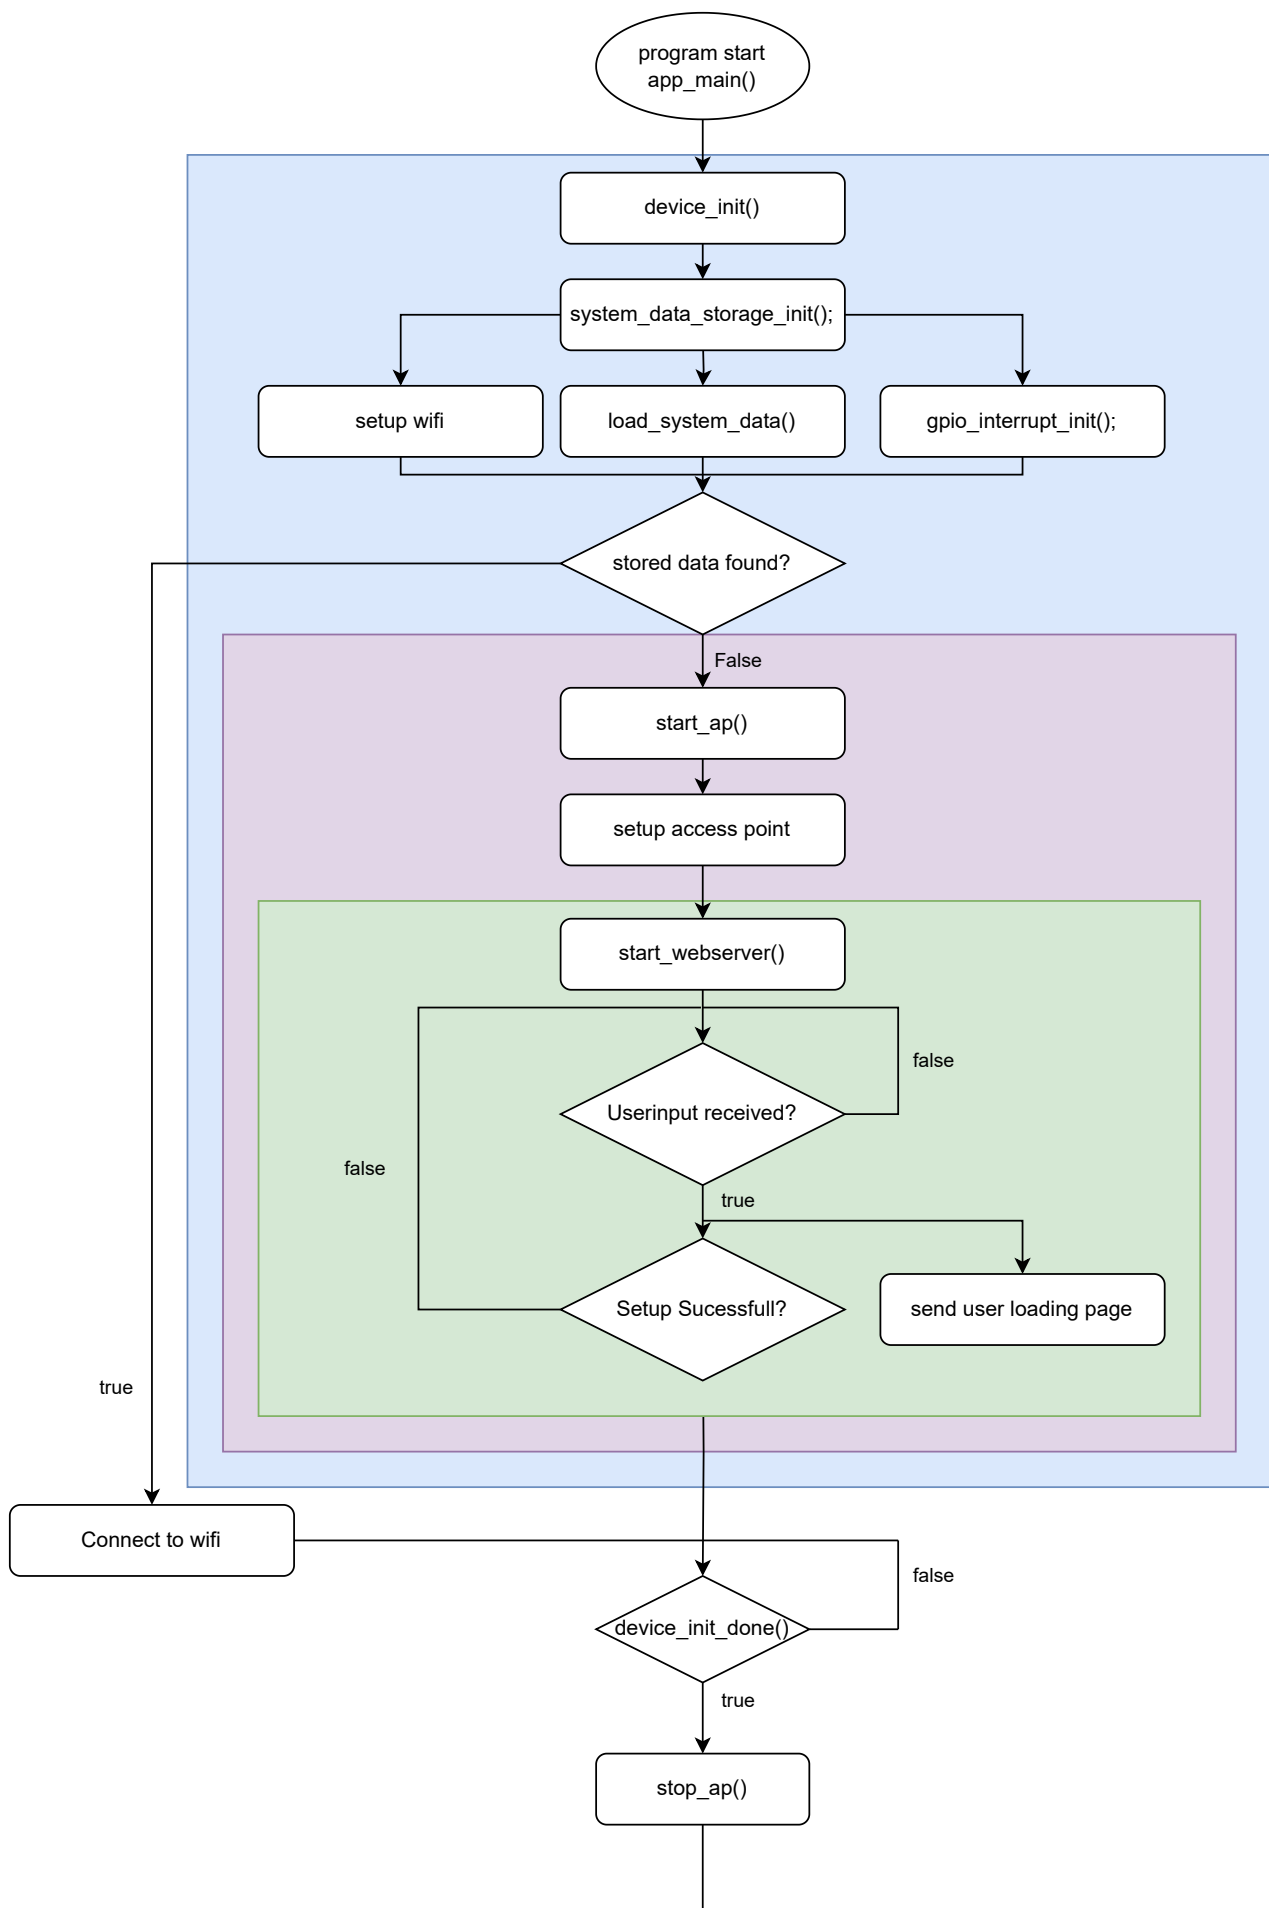 program start
app_main()
device_init()
system_data_storage_init();
setup wifi
load_system_data()
gpio_interrupt_init();
stored data found?
False
start_ap()
setup access point
start_webserver()
false
Userinput received?
false
true
Setup Sucessfull?
send user loading page
true
Connect to wifi
false
device_init_done()
true
stop_ap()